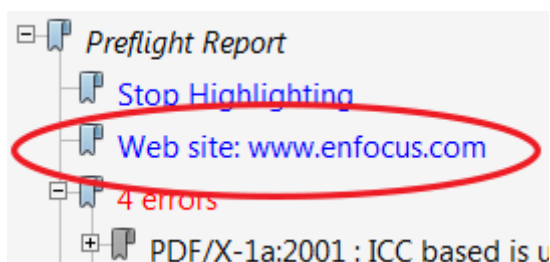 Preflight Report
Stop Highlighting
Web site: www.enfocus.com
4 errors
PDF/X-1a:2001 : ICC based is u